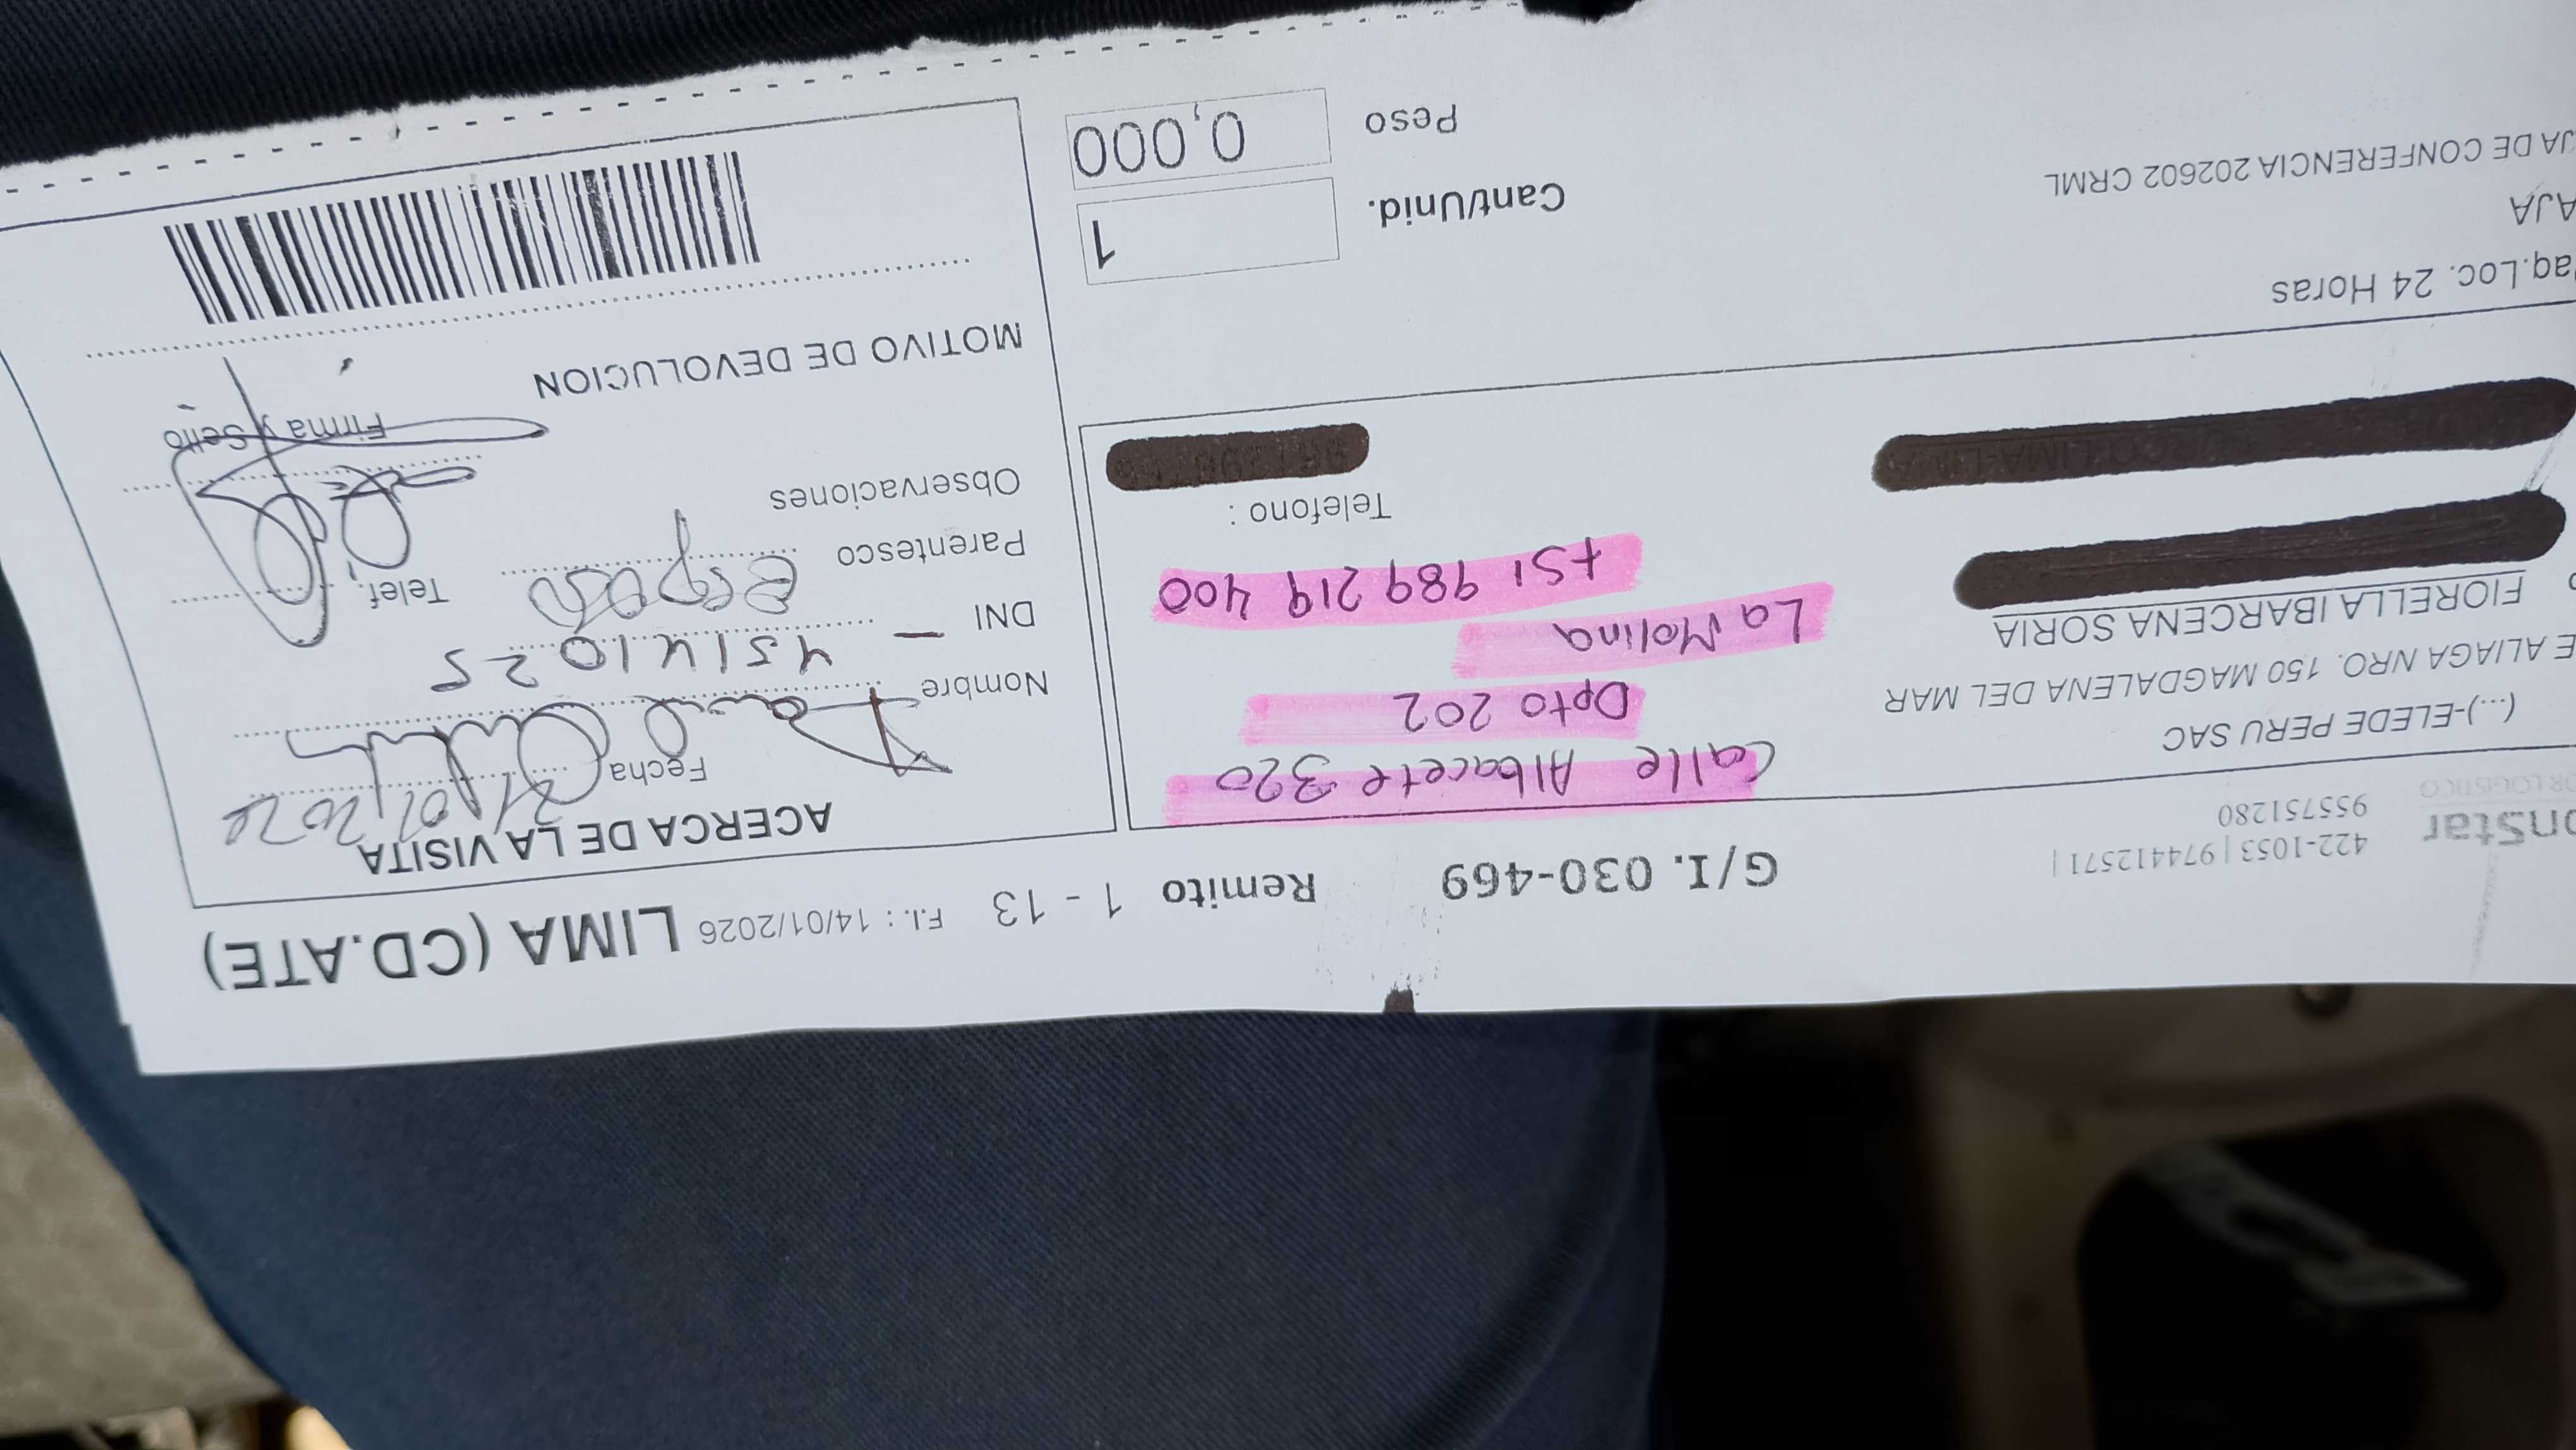 G/I. 030-469
Remito 1 - 13
F.I. : 14/01/2026
LIMA (CD.ATE)
onStar
422-1053 | 974412571 |
955751280
(...)-ELEDE PERU SAC
E ALIAGA NRO. 150 MAGDALENA DEL MAR
FIORELLA IBARCENA SORIA
Calle Albacete 320
Dpto 202
La Molina
+51 989 219 400
Telefono :
ACERCA DE LA VISITA
Fecha
Nombre
DNI
Parentesco esposo
Telef.
Observaciones
Firma y Sello
MOTIVO DE DEVOLUCION
aq.Loc. 24 Horas
AJA
JA DE CONFERENCIA 202602 CRML
Cant/Unid. 1
Peso 0,000